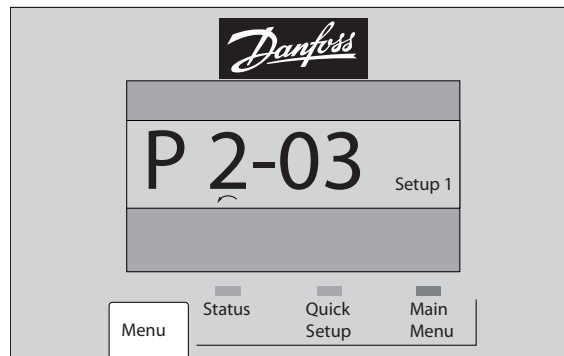 Danfoss
P 2-03
Setup 1
Status
Quick
Setup
Main
Menu
Menu